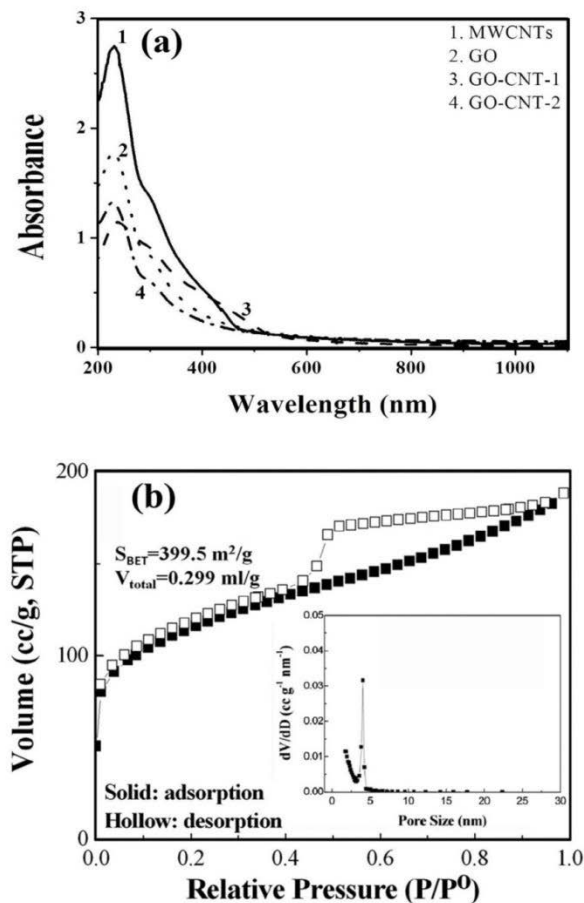 (a)
1. MWCNTs
2. GO
3. GO-CNT-1
4. GO-CNT-2
1
2
3
4
3
2
1
0
Absorbance
200 400 600 800 1000
Wavelength (nm)
(b)
S_BET=399.5 m²/g
V_total=0.299 ml/g
200
100
0
Volume (cc/g, STP)
Solid: adsorption
Hollow: desorption
0.05
0.04
0.03
0.02
0.01
0.00
dV/dD (cc g⁻¹ nm⁻¹)
0 5 10 15 20 25 30
Pore Size (nm)
0.0 0.2 0.4 0.6 0.8 1.0
Relative Pressure (P/P⁰)